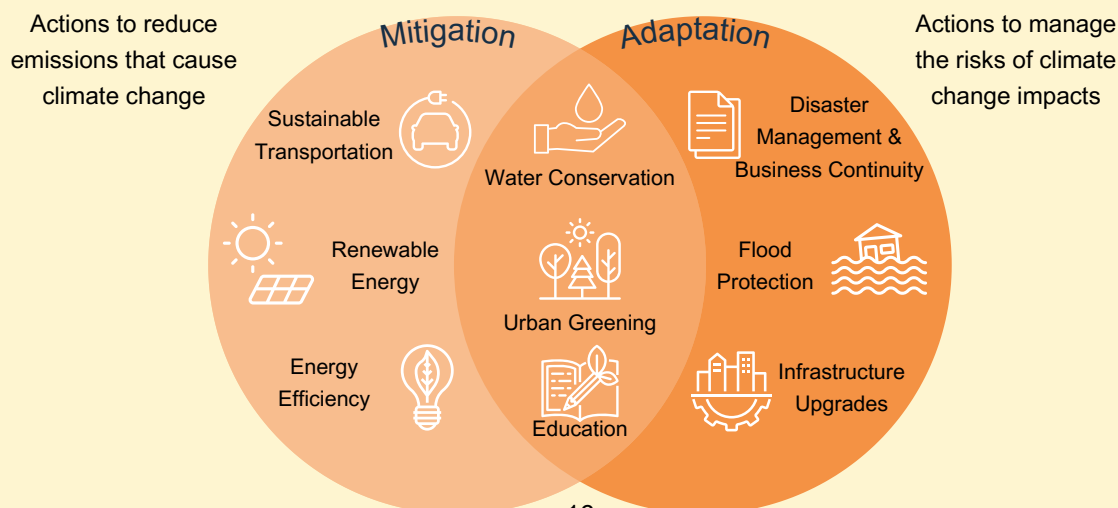 Actions to reduce
emissions that cause
climate change
Mitigation
Adaptation
Actions to manage
the risks of climate
change impacts
Sustainable
Transportation
Renewable
Energy
Energy
Efficiency
Water Conservation
Urban Greening
Education
Disaster
Management &
Business Continuity
Flood
Protection
Infrastructure
Upgrades